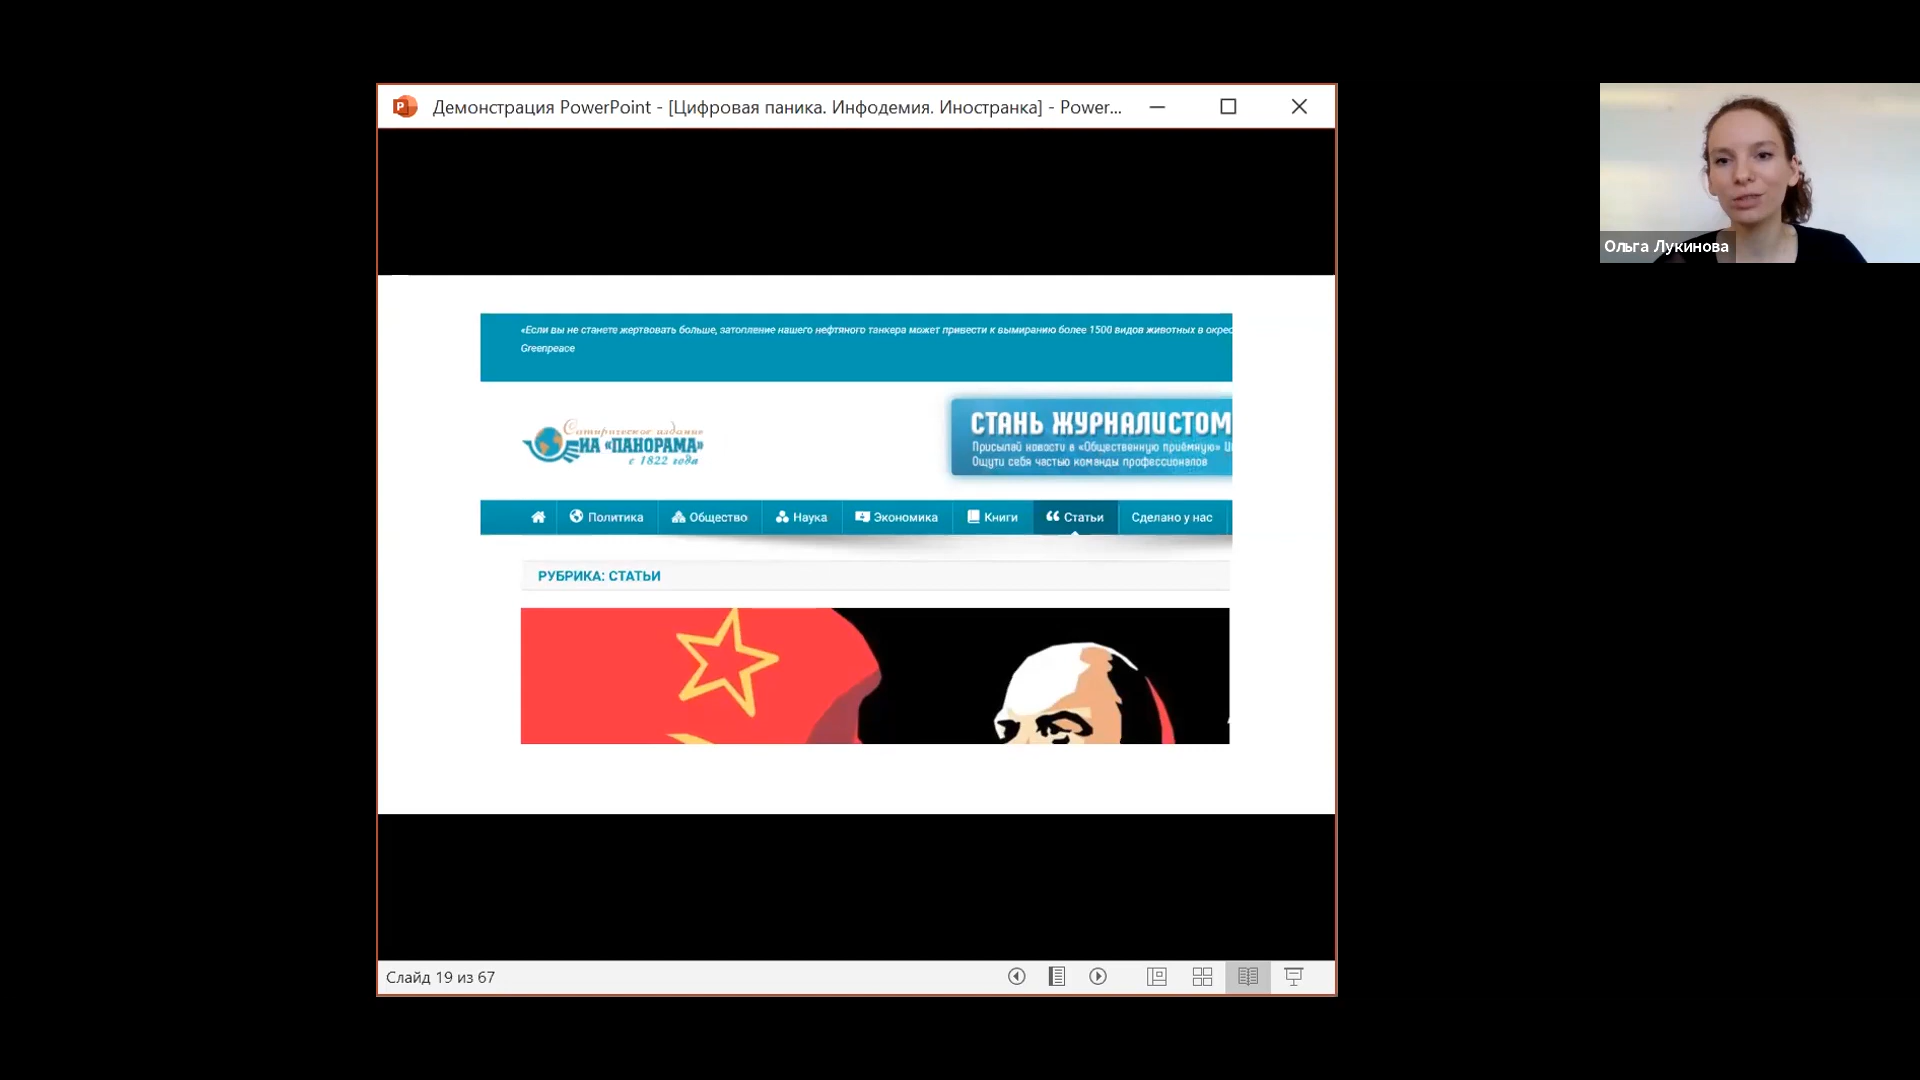 Демонстрация PowerPoint - [Цифровая паника. Инфодемия. Иностранка] - Power...
Ольга Лукинова
«Если вы не станете жертвовать больше, затопление нашего нефтяного танкера может привести к вымиранию более 1500 видов животных в окрес
Greenpeace
Сатирическое издание
ИА «ПАНОРАМА»
с 1822 года
СТАНЬ ЖУРНАЛИСТОМ
Присылай новости в «Общественную приёмную»
Ощути себя частью команды профессионалов
Политика Общество Наука Экономика Книги Статьи Сделано у нас
РУБРИКА: СТАТЬИ
Слайд 19 из 67